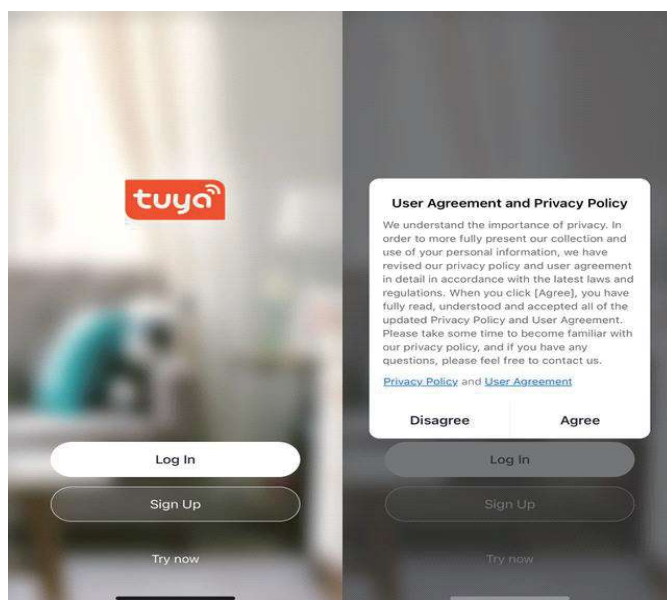 tuya
Log In
Sign Up
Try now
User Agreement and Privacy Policy
We understand the importance of privacy. In
order to more fully present our collection and
use of your personal information, we have
revised our privacy policy and user agreement
in detail in accordance with the latest laws and
regulations. When you click [Agree], you have
fully read, understood and accepted all of the
updated Privacy Policy and User Agreement.
Please take some time to become familiar with
our privacy policy, and if you have any
questions, please feel free to contact us.
Privacy Policy and User Agreement
Disagree Agree
Log In
Sign Up
Try now